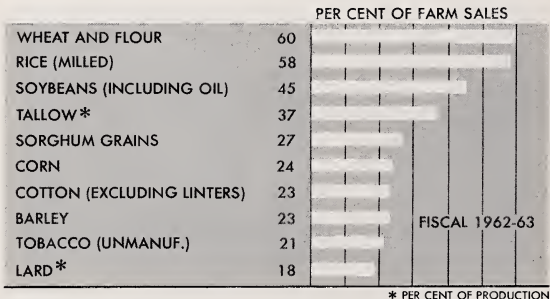 PER CENT OF FARM SALES
WHEAT AND FLOUR 60
RICE (MILLED) 58
SOYBEANS (INCLUDING OIL) 45
TALLOW* 37
SORGHUM GRAINS 27
CORN 24
COTTON (EXCLUDING LINTERS) 23
BARLEY 23
FISCAL 1962-63
TOBACCO (UNMANUF.) 21
LARD* 18
* PER CENT OF PRODUCTION